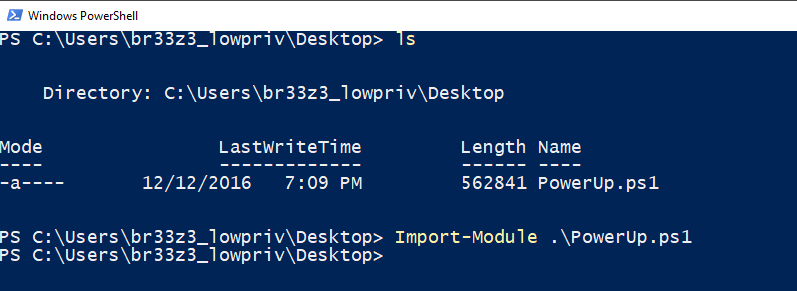 Windows PowerShell
PS C:\Users\br33z3_lowpriv\Desktop> ls
Directory: C:\Users\br33z3_lowpriv\Desktop
Mode                LastWriteTime         Length Name
----                -------------         ------ ----
-a----       12/12/2016   7:09 PM         562841 PowerUp.ps1
PS C:\Users\br33z3_lowpriv\Desktop> Import-Module .\PowerUp.ps1
PS C:\Users\br33z3_lowpriv\Desktop>